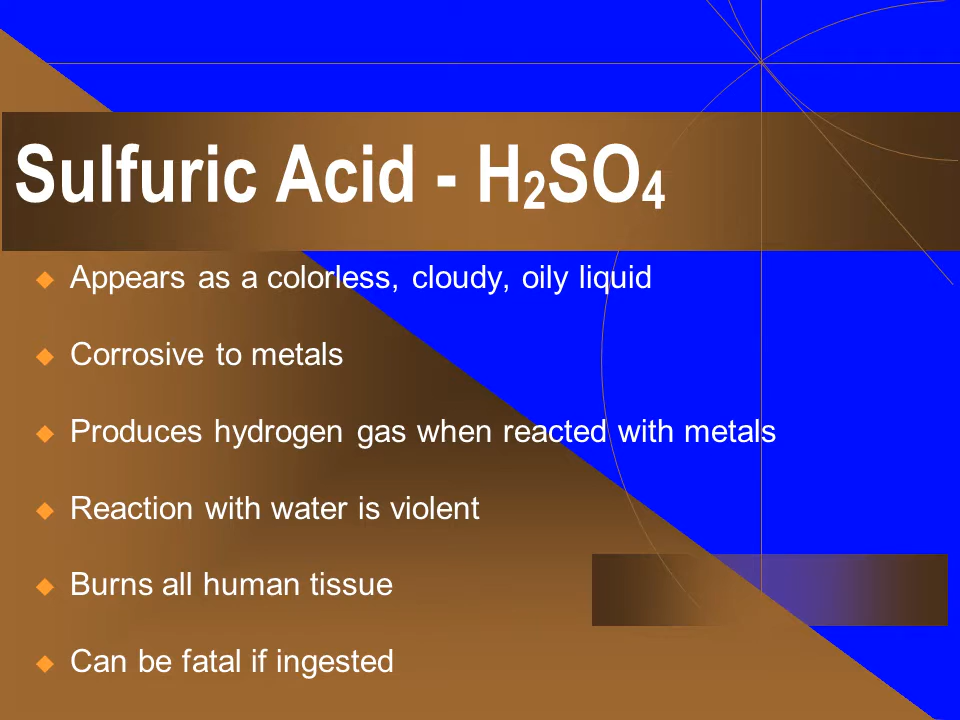 Sulfuric Acid - H₂SO₄
Appears as a colorless, cloudy, oily liquid
Corrosive to metals
Produces hydrogen gas when reacted with metals
Reaction with water is violent
Burns all human tissue
Can be fatal if ingested